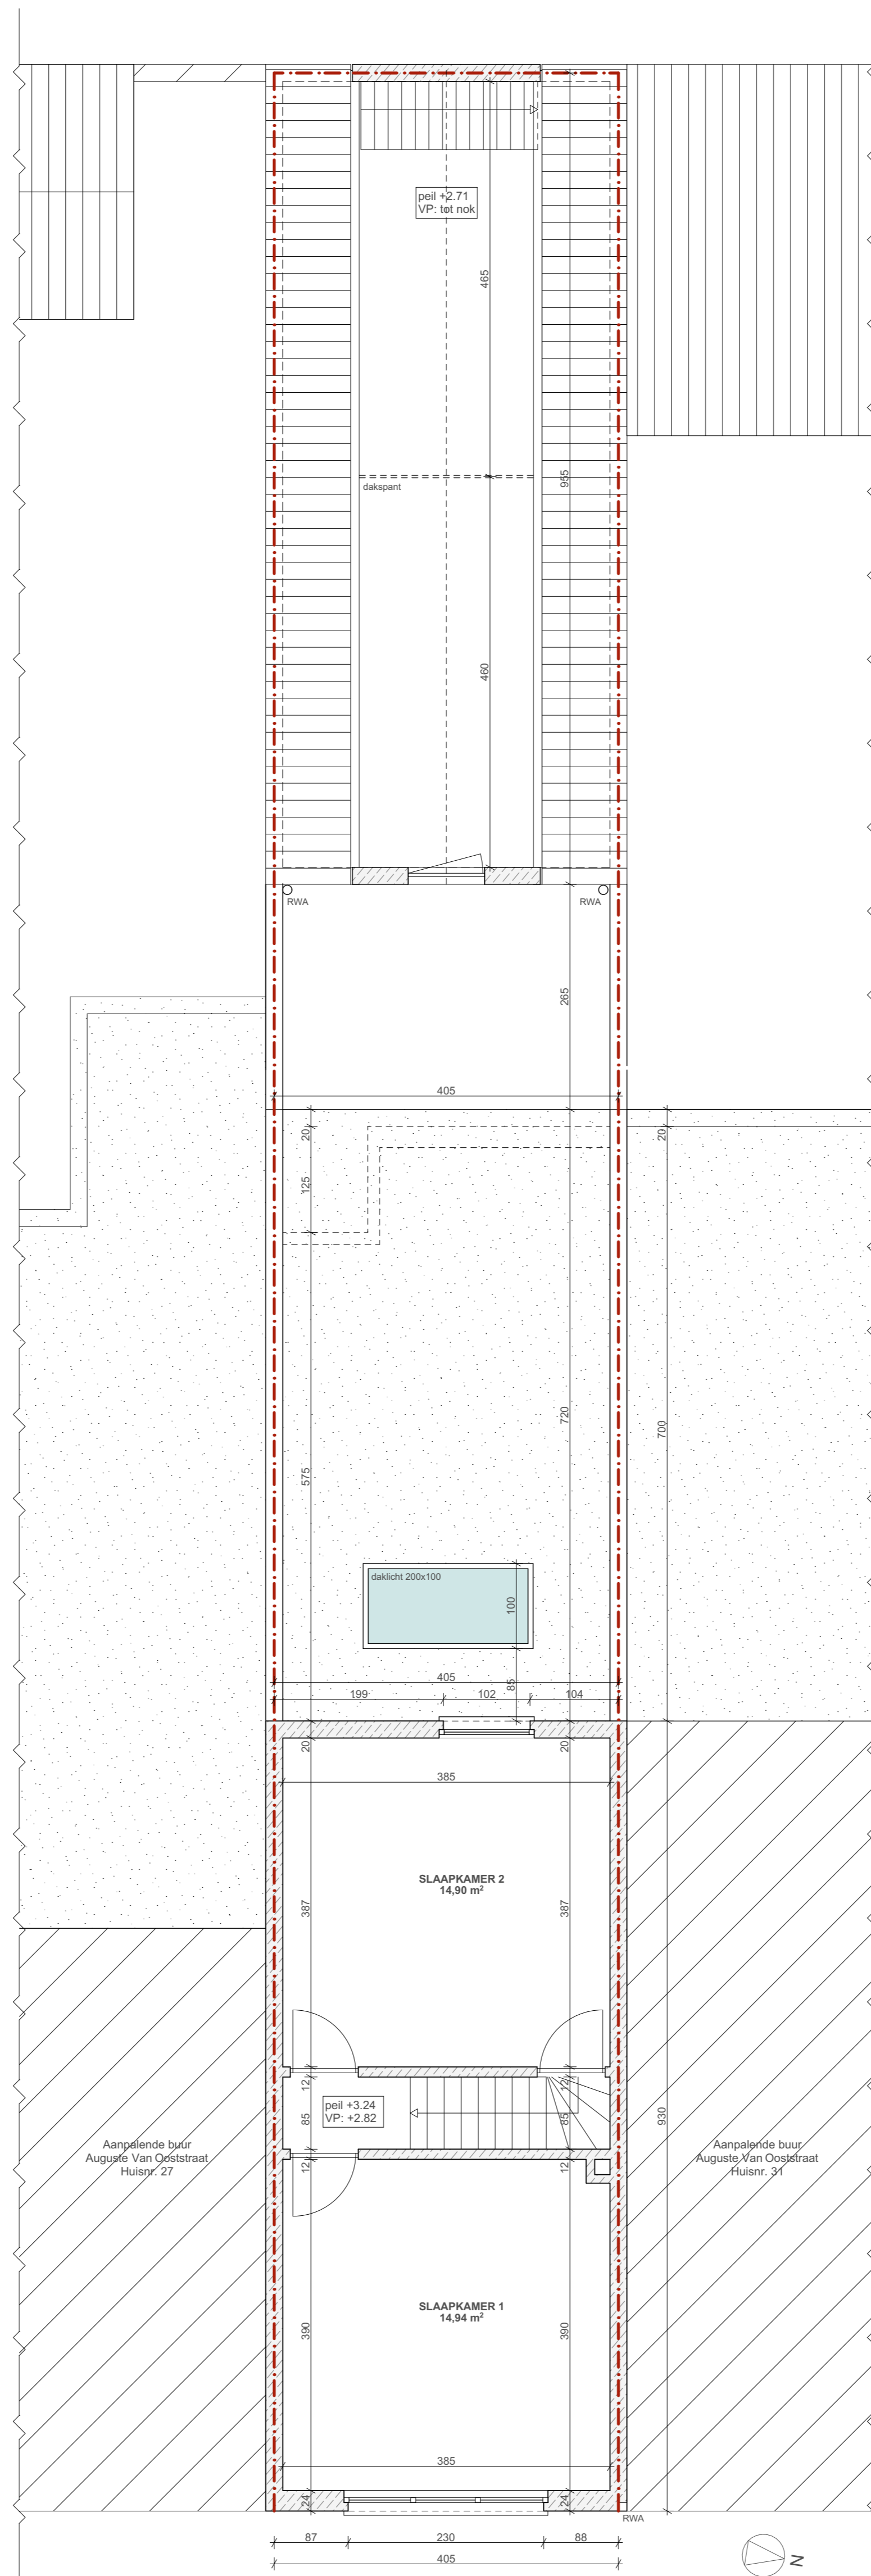 peil +2.71
VP: tot nok
465
955
dakspant
460
RWA
RWA
265
405
20
20
125
720
700
575
daklicht 200x100
100
85
405
199
102
104
20
20
385
SLAAPKAMER 2
14,90 m²
387
387
12
12
peil +3.24
VP: +2.82
85
85
930
12
12
Aanpalende buur
Auguste Van Ooststraat
Huisnr. 27
Aanpalende buur
Auguste Van Ooststraat
Huisnr. 31
SLAAPKAMER 1
14,94 m²
390
390
385
24
24
RWA
87
230
88
405
N